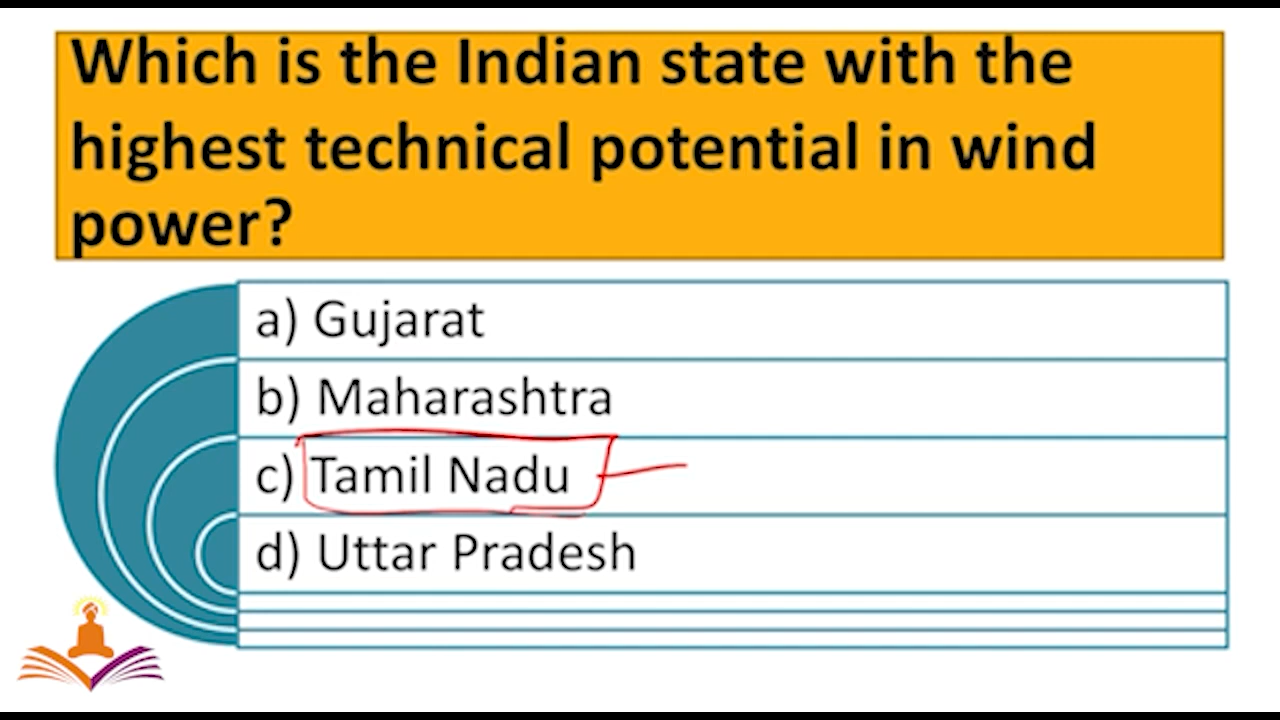 Which is the Indian state with the
highest technical potential in wind
power?
a) Gujarat
b) Maharashtra
c) Tamil Nadu
d) Uttar Pradesh